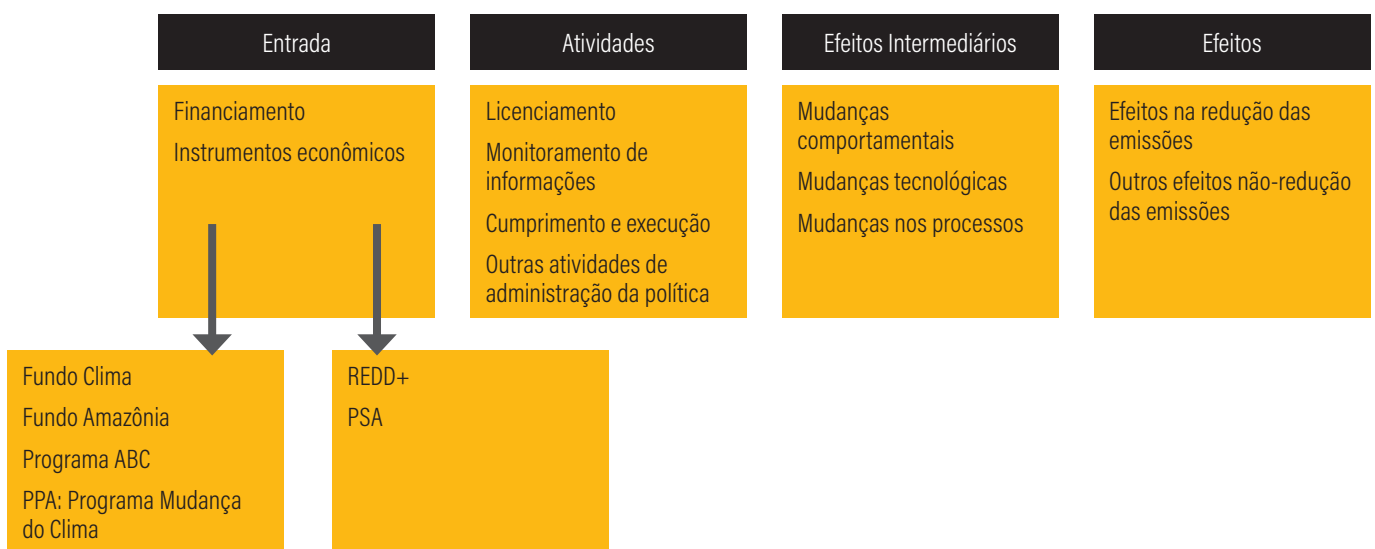 Entrada
Atividades
Efeitos Intermediários
Efeitos
Financiamento
Instrumentos econômicos
Licenciamento
Monitoramento de
informações
Cumprimento e execução
Outras atividades de
administração da política
Mudanças
comportamentais
Mudanças tecnológicas
Mudanças nos processos
Efeitos na redução das
emissões
Outros efeitos não-redução
das emissões
Fundo Clima
Fundo Amazônia
Programa ABC
PPA: Programa Mudança
do Clima
REDD+
PSA